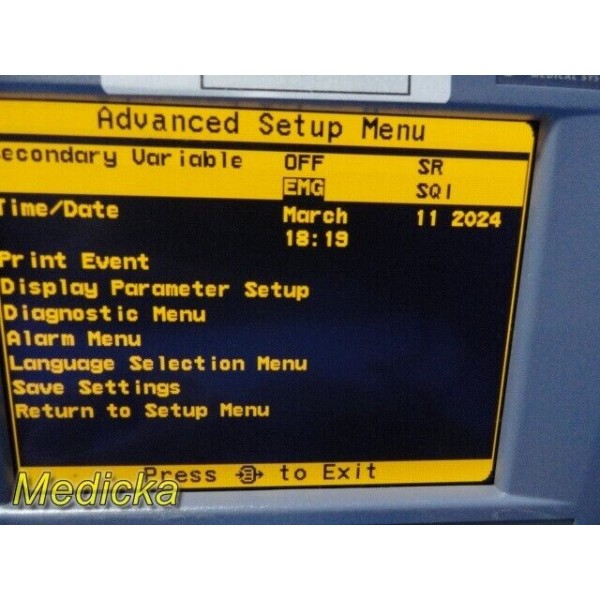 MEDICAL SYS
Advanced Setup Menu
econdary Variable OFF SR
EMG SQI
Time/Date March 11 2024
18:19
Print Event
Display Parameter Setup
Diagnostic Menu
Alarm Menu
Language Selection Menu
Save Settings
Return to Setup Menu
Press to Exit
Medicka